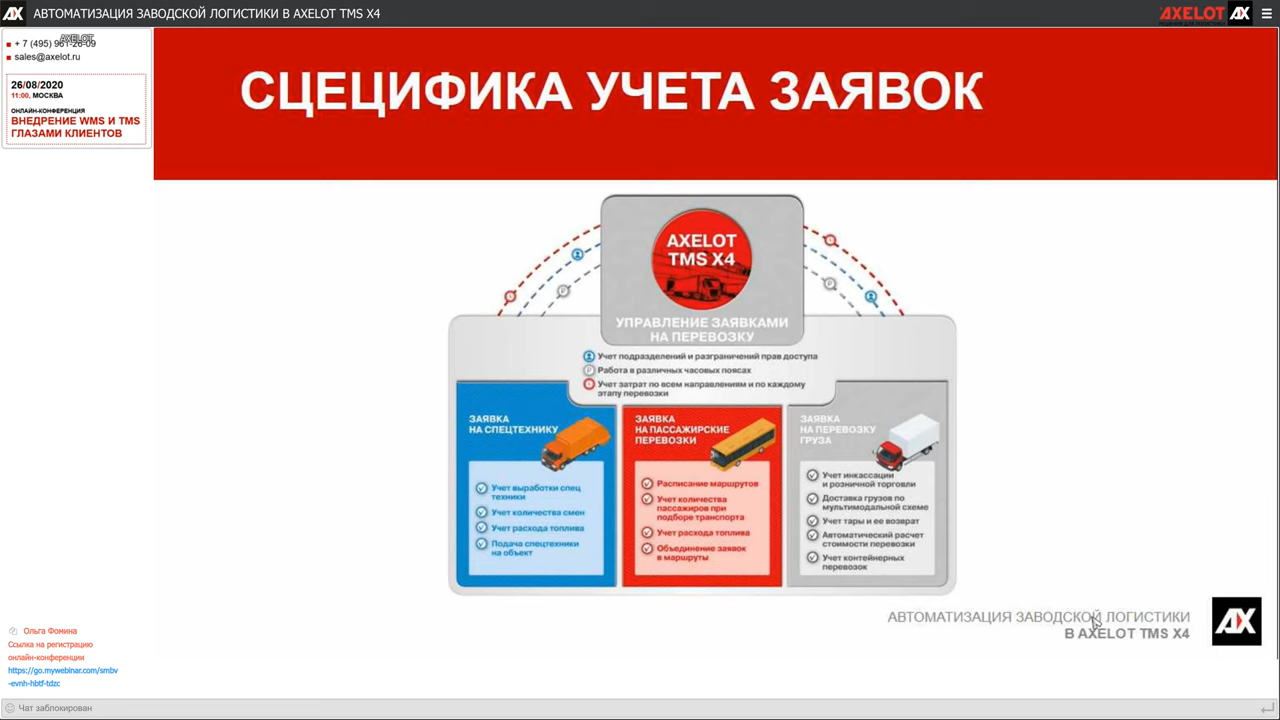 АВТОМАТИЗАЦИЯ ЗАВОДСКОЙ ЛОГИСТИКИ В AXELOT TMS X4
AXELOT
+ 7 (495) 961-26-09
AXELOT
sales@axelot.ru
26/08/2020
11:00, МОСКВА
ОНЛАЙН-КОНФЕРЕНЦИЯ
ВНЕДРЕНИЕ WMS И TMS
ГЛАЗАМИ КЛИЕНТОВ
СЦЕЦИФИКА УЧЕТА ЗАЯВОК
AXELOT
TMS X4
УПРАВЛЕНИЕ ЗАЯВКАМИ
НА ПЕРЕВОЗКУ
Учет подразделений и разграничений прав доступа
Работа в различных часовых поясах
Учет затрат по всем направлениям и по каждому
этапу перевозки
ЗАЯВКА
НА СПЕЦТЕХНИКУ
Учет выработки спец
техники
Учет количества смен
Учет расхода топлива
Подача спецтехники
на объект
ЗАЯВКА
НА ПАССАЖИРСКИЕ
ПЕРЕВОЗКИ
Расписание маршрутов
Учет количества
пассажиров при
подборе транспорта
Учет расхода топлива
Объединение заявок
в маршруты
ЗАЯВКА
НА ПЕРЕВОЗКУ
ГРУЗА
Учет инкассации
и розничной торговли
Доставка грузов по
мультимодальной схеме
Учет тары и ее возврат
Автоматический расчет
стоимости перевозки
Учет контейнерных
перевозок
АВТОМАТИЗАЦИЯ ЗАВОДСКОЙ ЛОГИСТИКИ
В AXELOT TMS X4
Ольга Фомина
Ссылка на регистрацию
онлайн-конференции
https://go.mywebinar.com/smbv
-evnh-hbtf-tdzc
Чат заблокирован